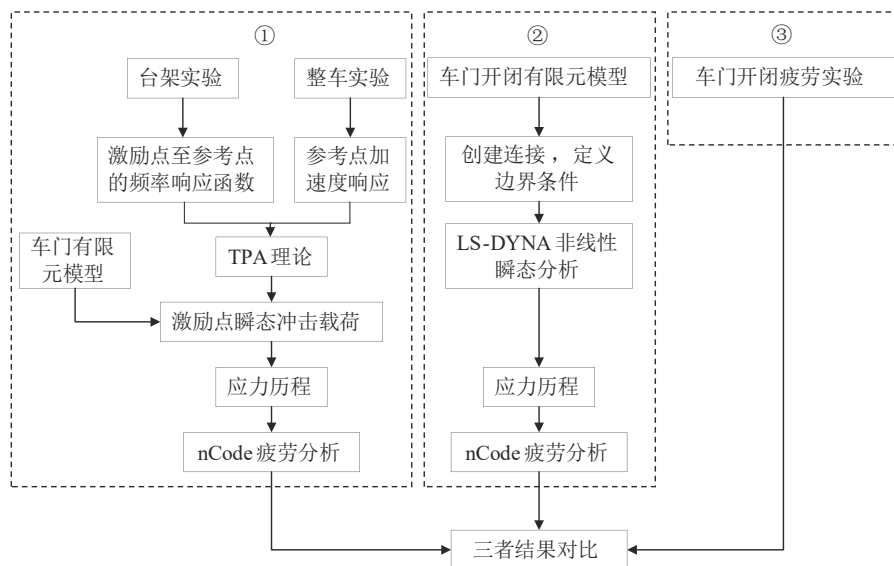 ①
台架实验
整车实验
激励点至参考点
的频率响应函数
参考点加
速度响应
车门有限
元模型
TPA 理论
激励点瞬态冲击载荷
应力历程
nCode 疲劳分析
②
车门开闭有限元模型
创建连接，定义
边界条件
LS-DYNA 非线性
瞬态分析
应力历程
nCode 疲劳分析
③
车门开闭疲劳实验
三者结果对比